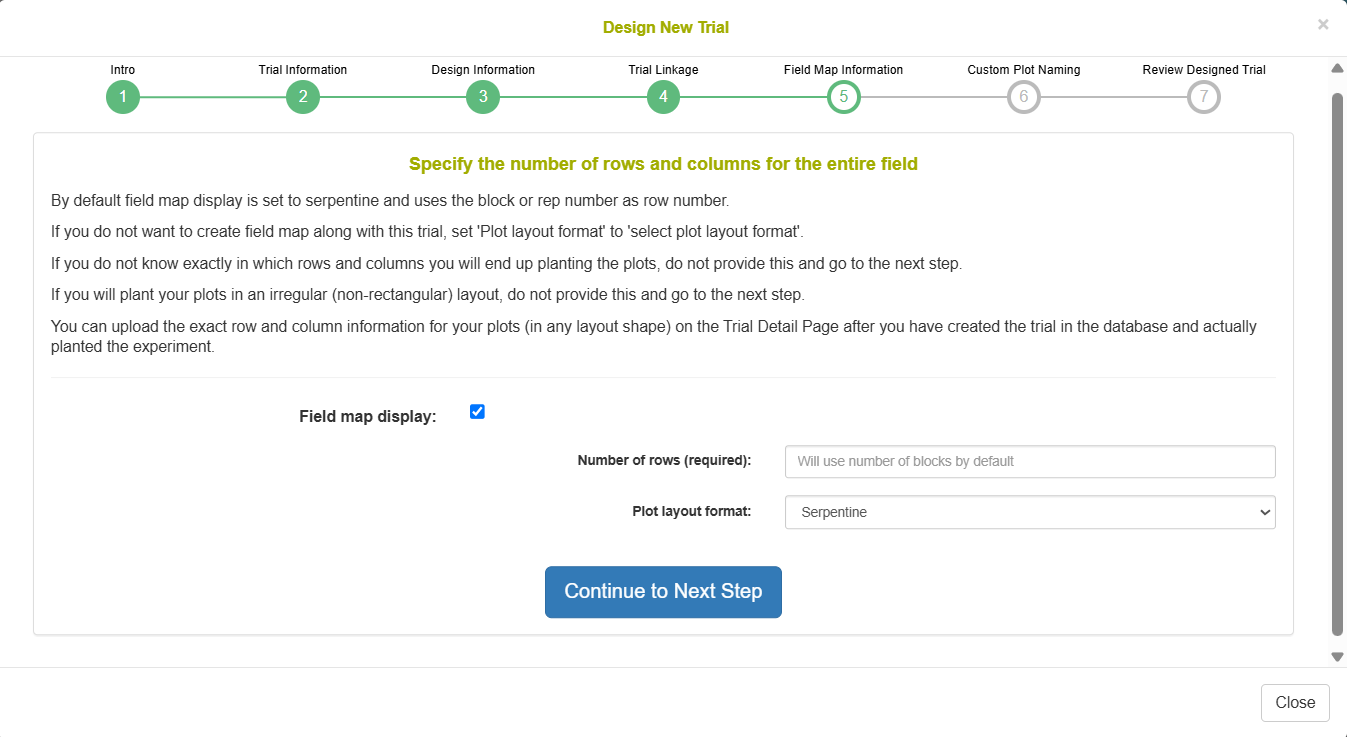 Design New Trial
×
Intro
Trial Information
Design Information
Trial Linkage
Field Map Information
Custom Plot Naming
Review Designed Trial
1
2
3
4
5
6
7
Specify the number of rows and columns for the entire field
By default field map display is set to serpentine and uses the block or rep number as row number.
If you do not want to create field map along with this trial, set 'Plot layout format' to 'select plot layout format'.
If you do not know exactly in which rows and columns you will end up planting the plots, do not provide this and go to the next step.
If you will plant your plots in an irregular (non-rectangular) layout, do not provide this and go to the next step.
You can upload the exact row and column information for your plots (in any layout shape) on the Trial Detail Page after you have created the trial in the database and actually
planted the experiment.
Field map display:
Number of rows (required):
Will use number of blocks by default
Plot layout format:
Serpentine
Continue to Next Step
Close